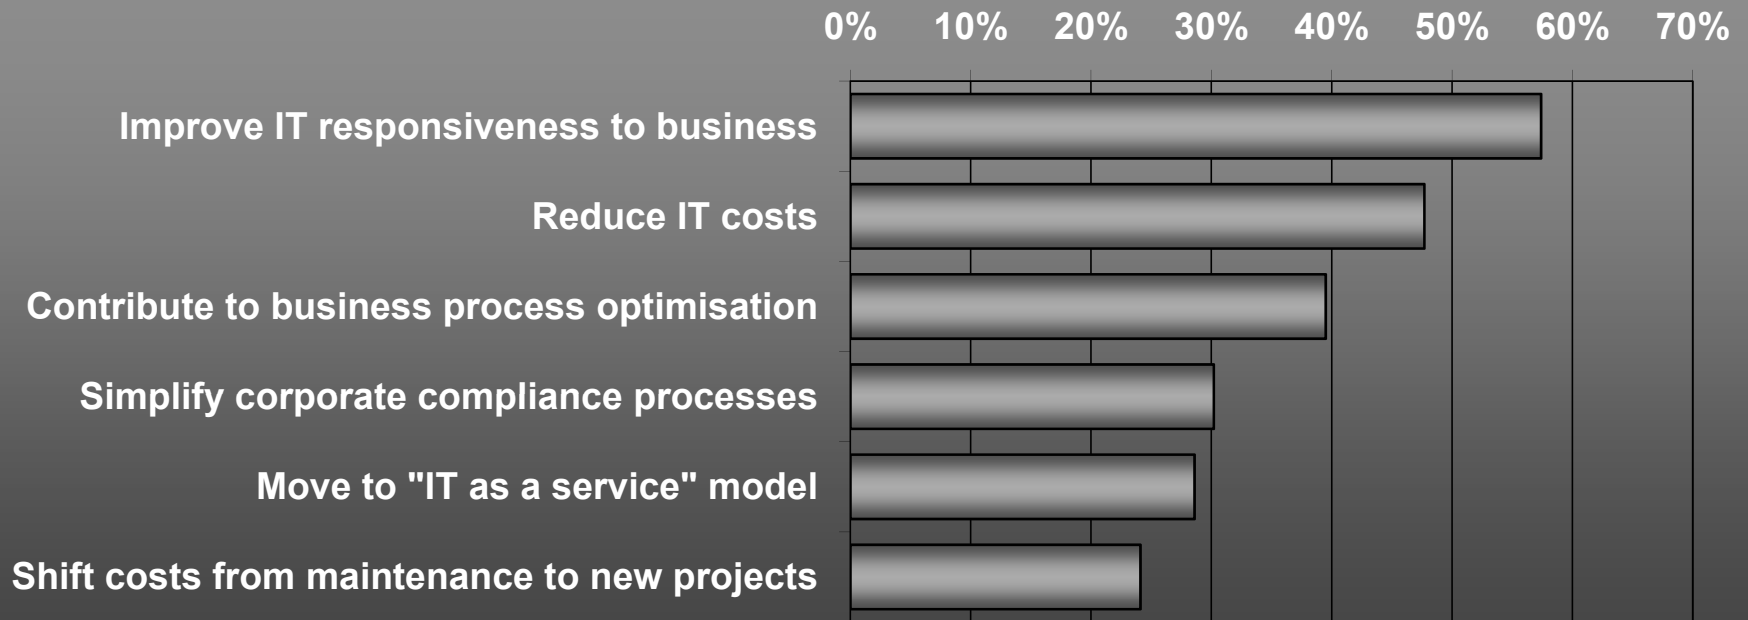 0% 10% 20% 30% 40% 50% 60% 70%
Improve IT responsiveness to business
Reduce IT costs
Contribute to business process optimisation
Simplify corporate compliance processes
Move to "IT as a service" model
Shift costs from maintenance to new projects